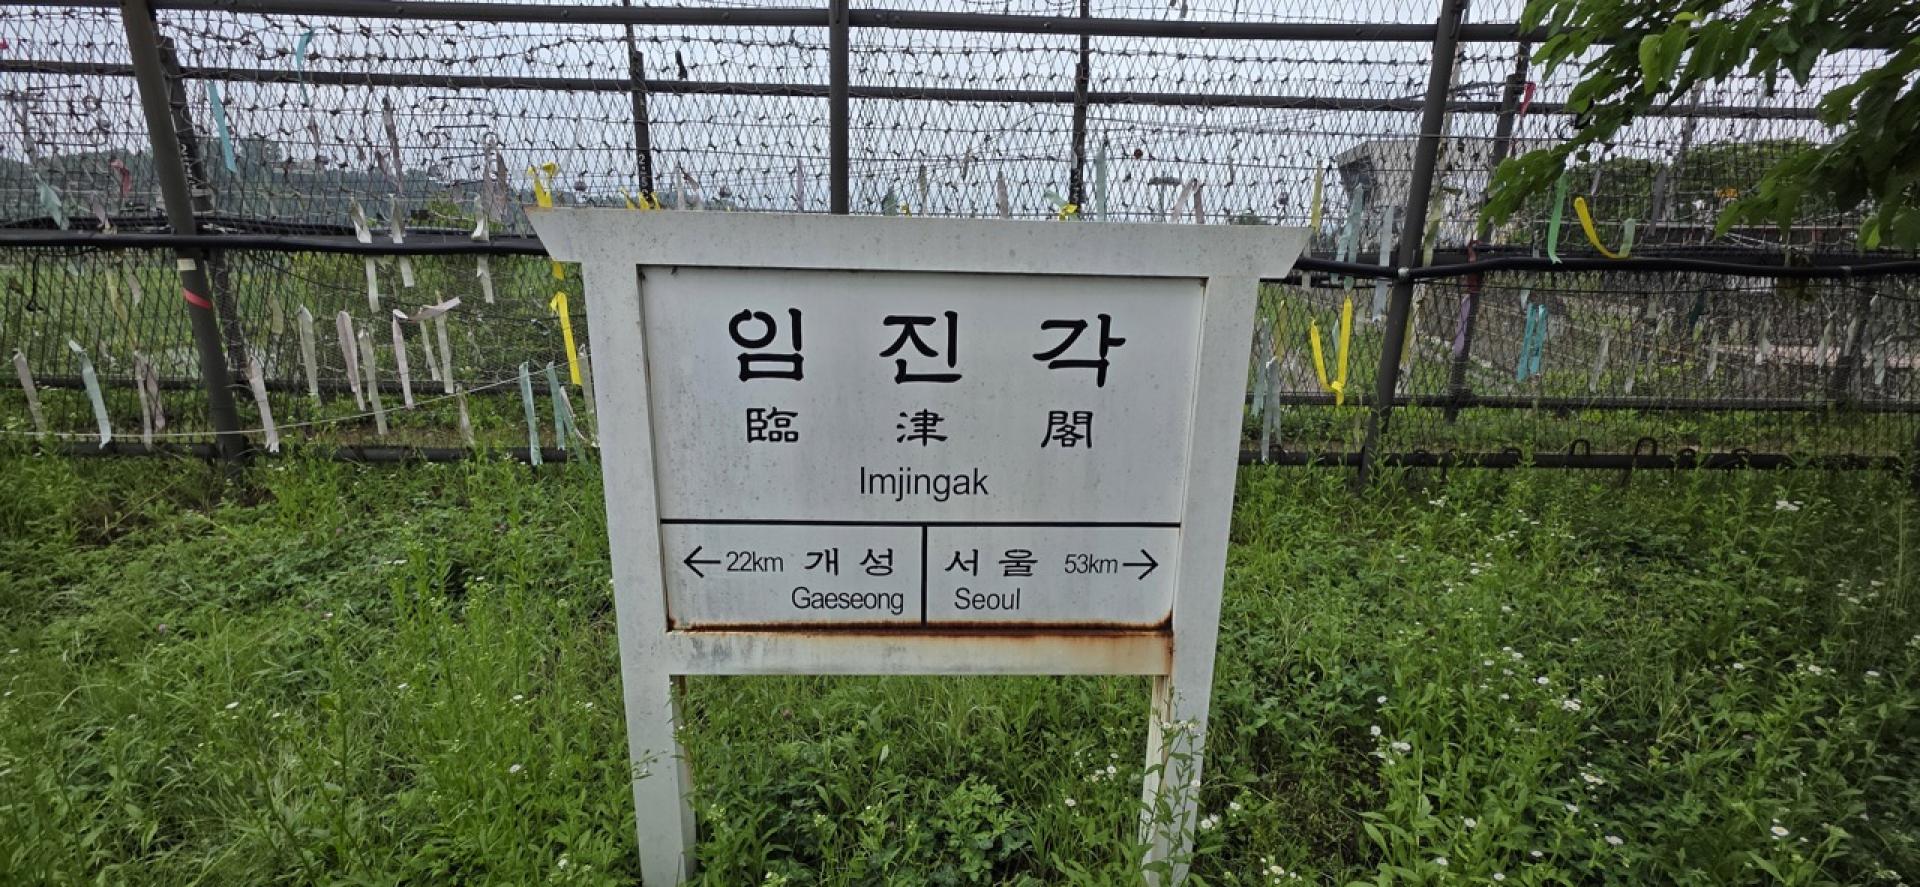 임 진 각
臨 津 閣
Imjingak
←22km 개 성
Gaeseong
서 울 53km→
Seoul